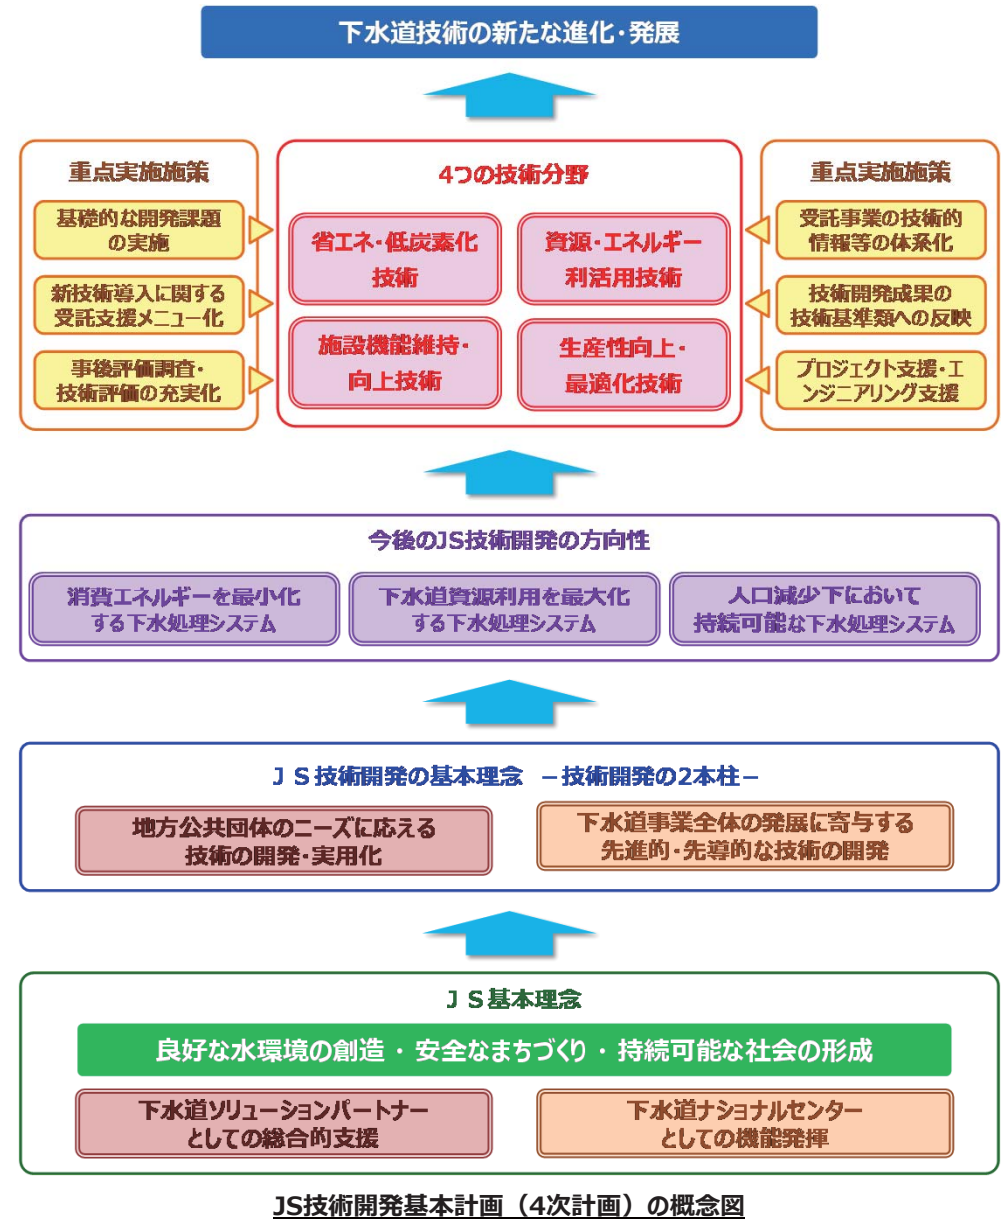 下水道技術の新たな進化・発展
重点実施施策
基礎的な開発課題
の実施
新技術導入に関する
受託支援メニュー化
事後評価調査・
技術評価の充実化
4つの技術分野
省エネ・低炭素化
技術
資源・エネルギー
利活用技術
施設機能維持・
向上技術
生産性向上・
最適化技術
重点実施施策
受託事業の技術的
情報等の体系化
技術開発成果の
技術基準類への反映
プロジェクト支援・エ
ンジニアリング支援
今後のJS技術開発の方向性
消費エネルギーを最小化
する下水処理システム
下水道資源利用を最大化
する下水処理システム
人口減少下において
持続可能な下水処理システム
ＪＳ技術開発の基本理念 －技術開発の2本柱－
地方公共団体のニーズに応える
技術の開発・実用化
下水道事業全体の発展に寄与する
先進的・先導的な技術の開発
ＪＳ基本理念
良好な水環境の創造 ・ 安全なまちづくり ・ 持続可能な社会の形成
下水道ソリューションパートナー
としての総合的支援
下水道ナショナルセンター
としての機能発揮
JS技術開発基本計画（4次計画）の概念図